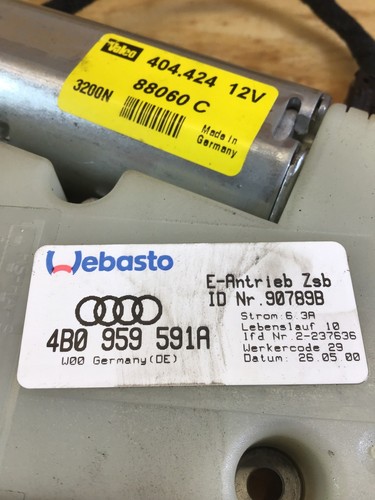 Valeo
404.424 12V
88060 C
3200N
Made in
Germany
Webasto
E-Antrieb Zsb
ID Nr.90789B
4B0 959 591A
W00 Germany(DE)
Strom:6.3A
Lebenslauf 10
lfd Nr.2-237636
Werkercode 29
Datum: 26.05.00